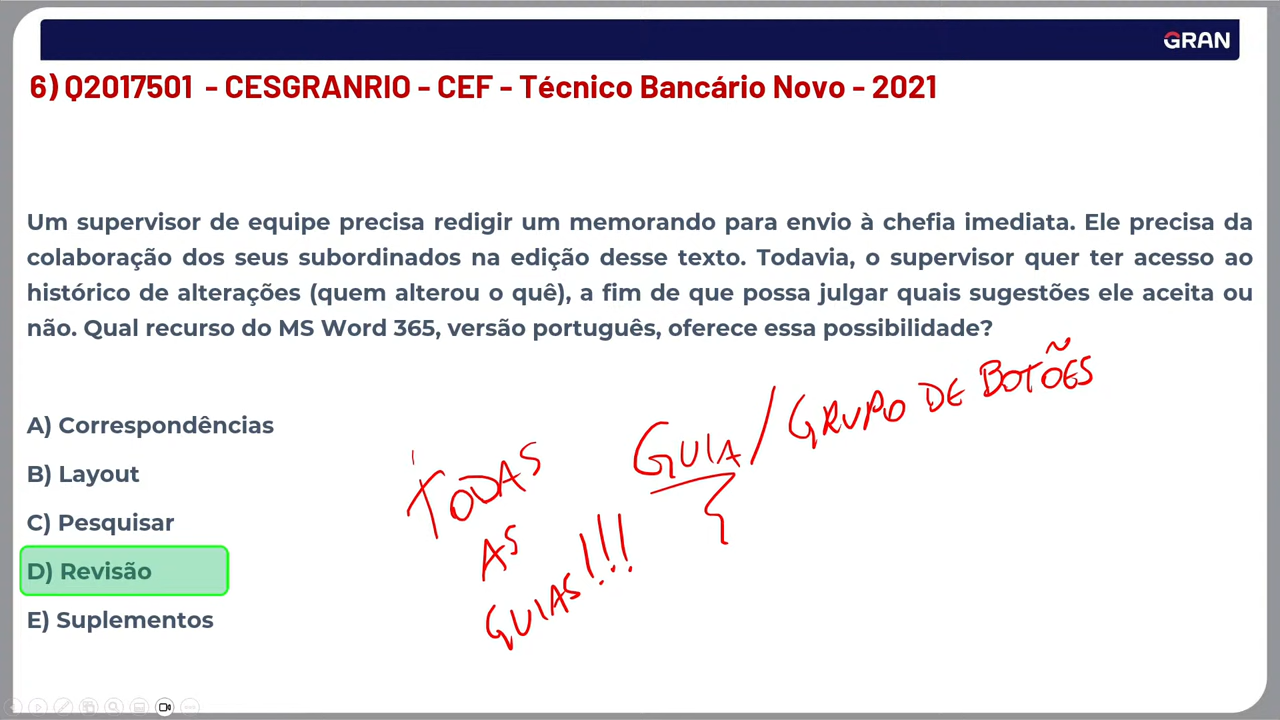 GRAN
6) Q2017501 - CESGRANRIO - CEF - Técnico Bancário Novo - 2021
Um supervisor de equipe precisa redigir um memorando para envio à chefia imediata. Ele precisa da
colaboração dos seus subordinados na edição desse texto. Todavia, o supervisor quer ter acesso ao
histórico de alterações (quem alterou o quê), a fim de que possa julgar quais sugestões ele aceita ou
não. Qual recurso do MS Word 365, versão português, oferece essa possibilidade?
A) Correspondências
B) Layout
C) Pesquisar
D) Revisão
E) Suplementos
TODAS
AS
GUIAS!!!
GUIA/GRUPO DE BOTÕES